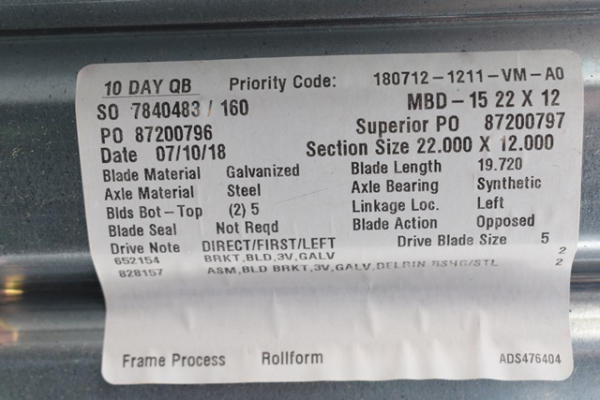 10 DAY QB Priority Code: 180712-1211-VM-A0
SO 7840483 / 160 MBD-15 22 X 12
PO 87200796 Superior PO 87200797
Date 07/10/18 Section Size 22.000 X 12.000
Blade Material Galvanized Blade Length 19.720
Axle Material Steel Axle Bearing Synthetic
Blds Bot-Top (2) 5 Linkage Loc. Left
Blade Seal Not Reqd Blade Action Opposed
Drive Note DIRECT/FIRST/LEFT Drive Blade Size 5
652154 BRKT,BLD,3V,GALV 2
828157 ASM,BLD BRKT,3V,GALV,DELRIN BSHG/STL 2
Frame Process Rollform ADS476404